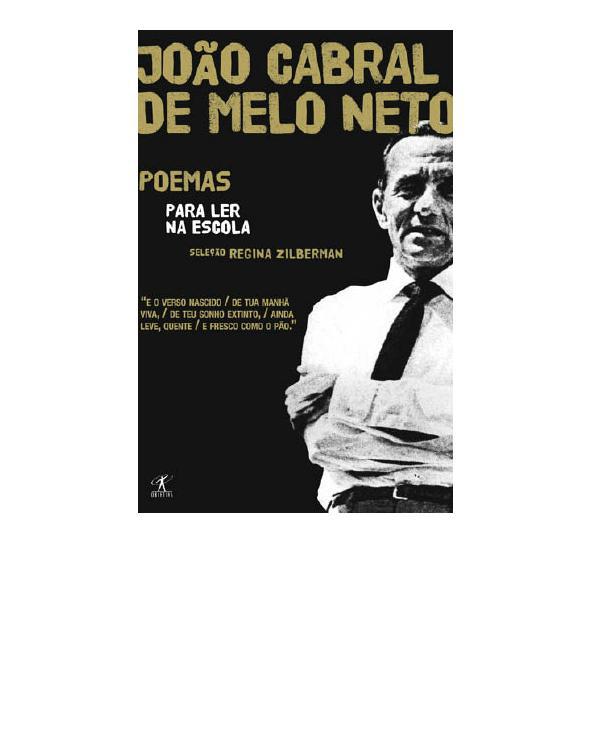 JOÃO CABRAL
DE MELO NETO
POEMAS
PARA LER
NA ESCOLA
SELEÇÃO REGINA ZILBERMAN
"E O VERSO NASCIDO / DE TUA MANHÃ
VIVA, / DE TEU SONHO EXTINTO, / AINDA
LEVE, QUENTE / E FRESCO COMO O PÃO."
OBJETIVA